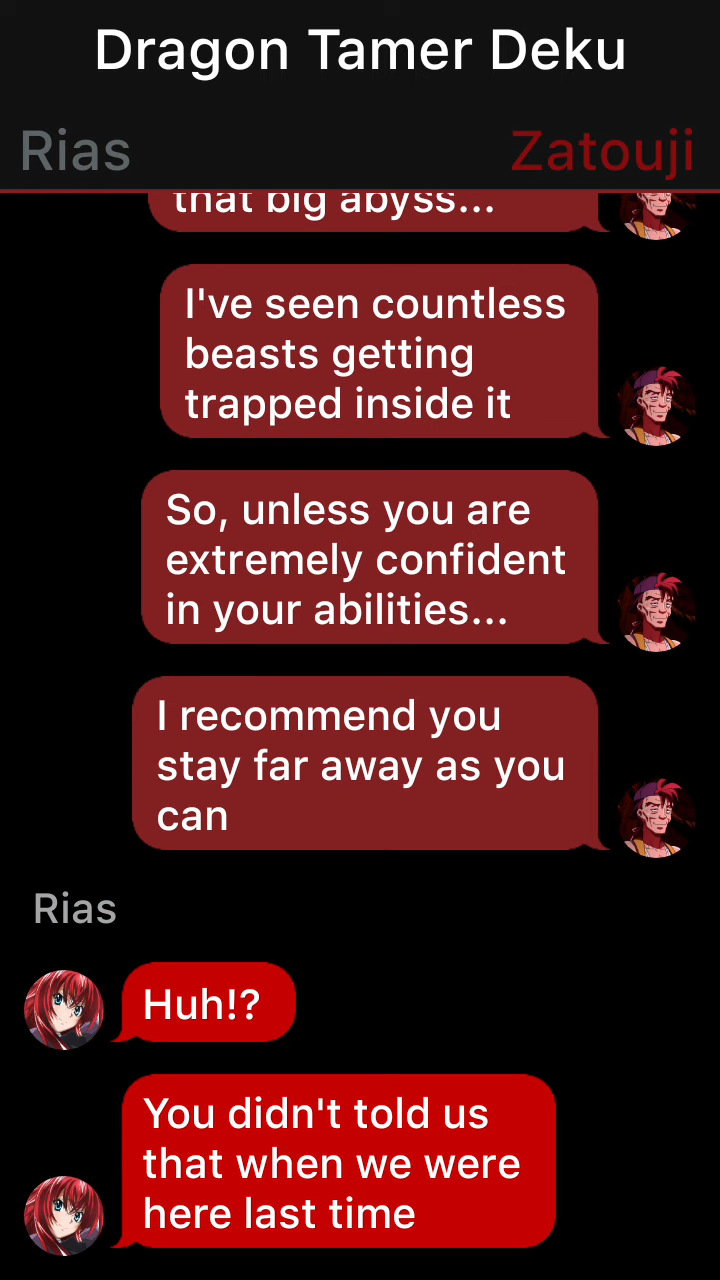 Dragon Tamer Deku
Rias
Zatouji
that big abyss...
I've seen countless
beasts getting
trapped inside it
So, unless you are
extremely confident
in your abilities...
I recommend you
stay far away as you
can
Rias
Huh!?
You didn't told us
that when we were
here last time